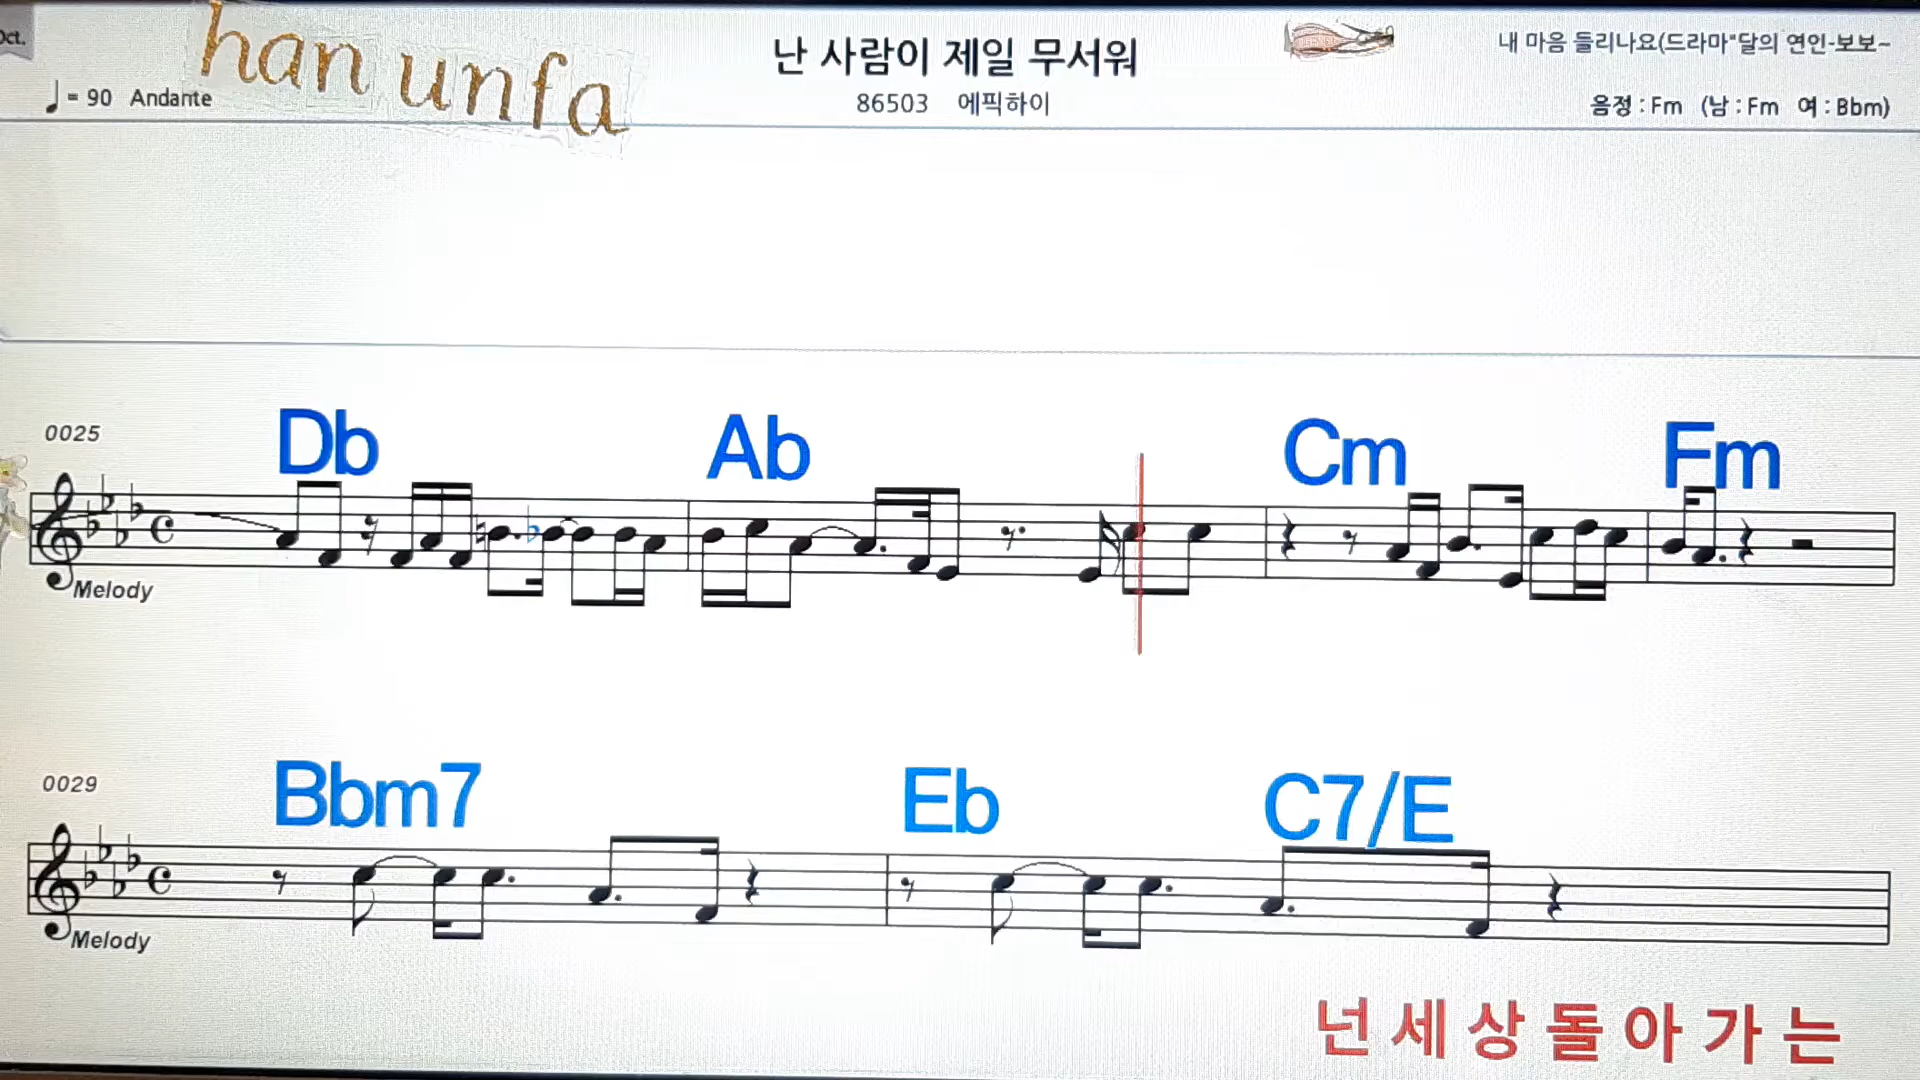 Oct.
han unfa
난 사람이 제일 무서워
내 마음 들리나요(드라마"달의 연인-보보~
♩= 90 Andante
86503 에픽하이
음정 : Fm (남 : Fm 여 : Bbm)
0025
Db Ab Cm Fm
Melody
0029
Bbm7 Eb C7/E
Melody
넌 세 상 돌 아 가 는